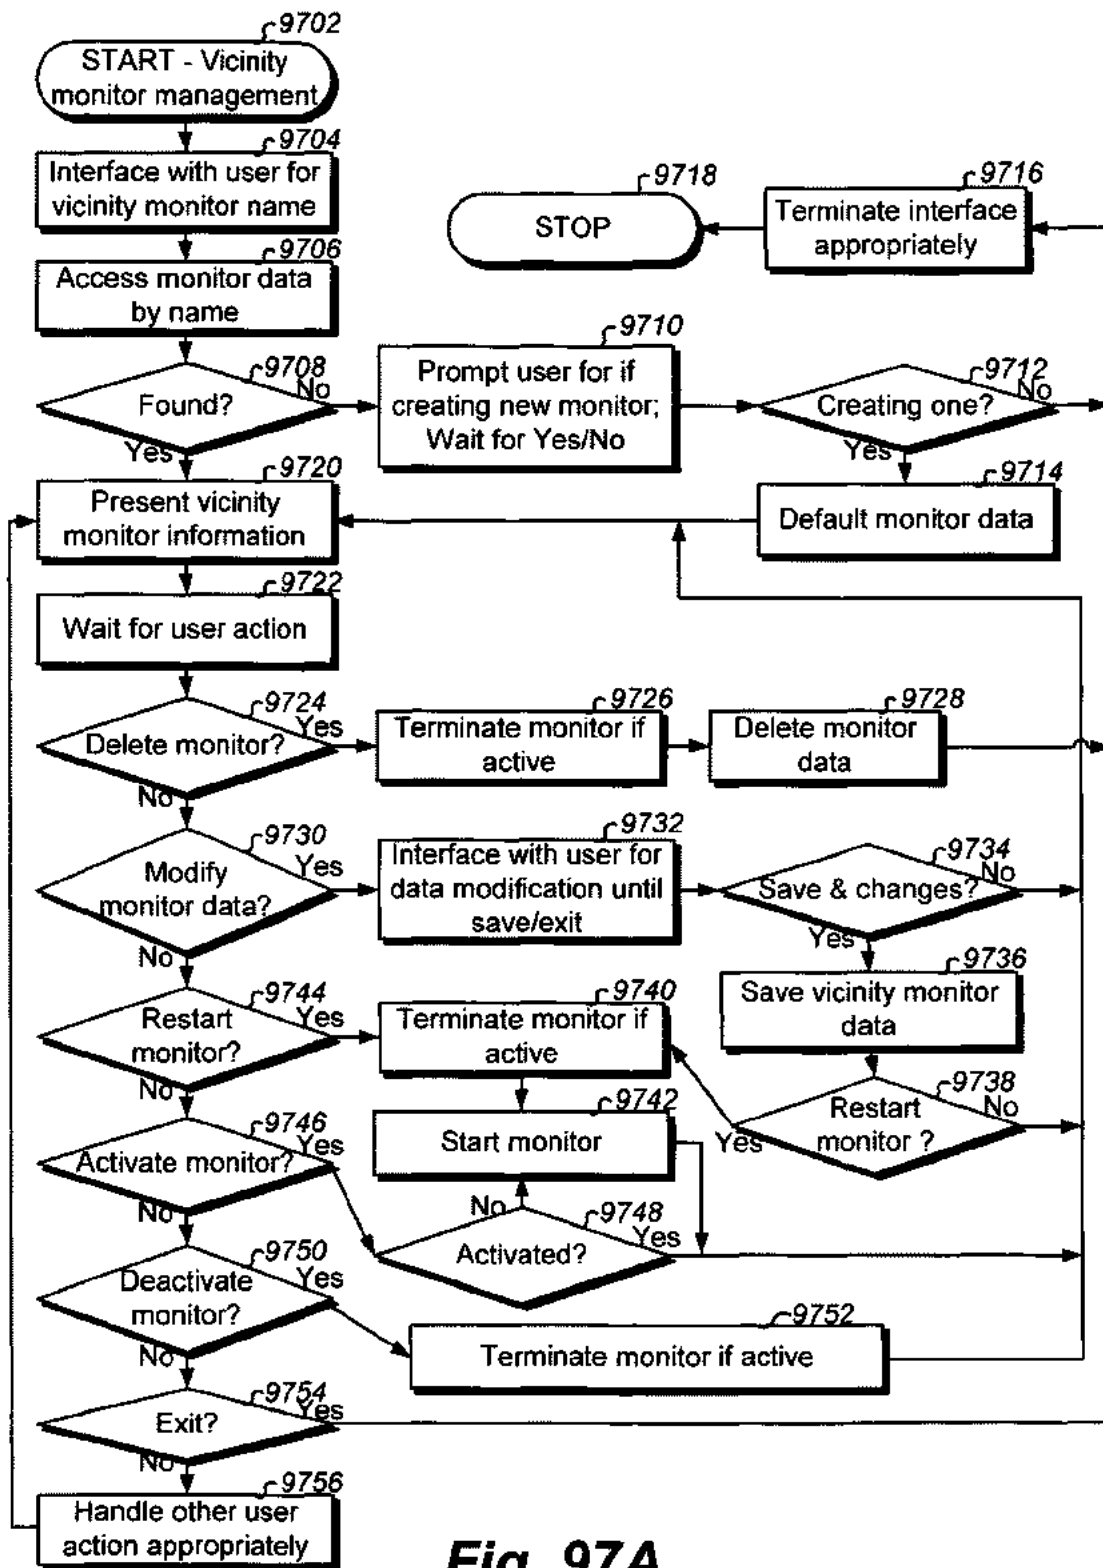 9702
START - Vicinity
monitor management
9704
Interface with user for
vicinity monitor name
9706
Access monitor data
by name
9718
STOP
9716
Terminate interface
appropriately
9708
Found?
No
Yes
9710
Prompt user for if
creating new monitor;
Wait for Yes/No
9712
Creating one?
No
Yes
9714
Default monitor data
9720
Present vicinity
monitor information
9722
Wait for user action
9724
Delete monitor?
Yes
No
9726
Terminate monitor if
active
9728
Delete monitor
data
9730
Modify
monitor data?
Yes
No
9732
Interface with user for
data modification until
save/exit
9734
Save & changes?
No
Yes
9736
Save vicinity monitor
data
9738
Restart
monitor ?
No
Yes
9744
Restart
monitor?
Yes
No
9740
Terminate monitor if
active
9742
Start monitor
9746
Activate monitor?
Yes
No
9748
Activated?
No
Yes
9750
Deactivate
monitor?
Yes
No
9752
Terminate monitor if active
9754
Exit?
Yes
No
9756
Handle other user
action appropriately
Fig. 97A